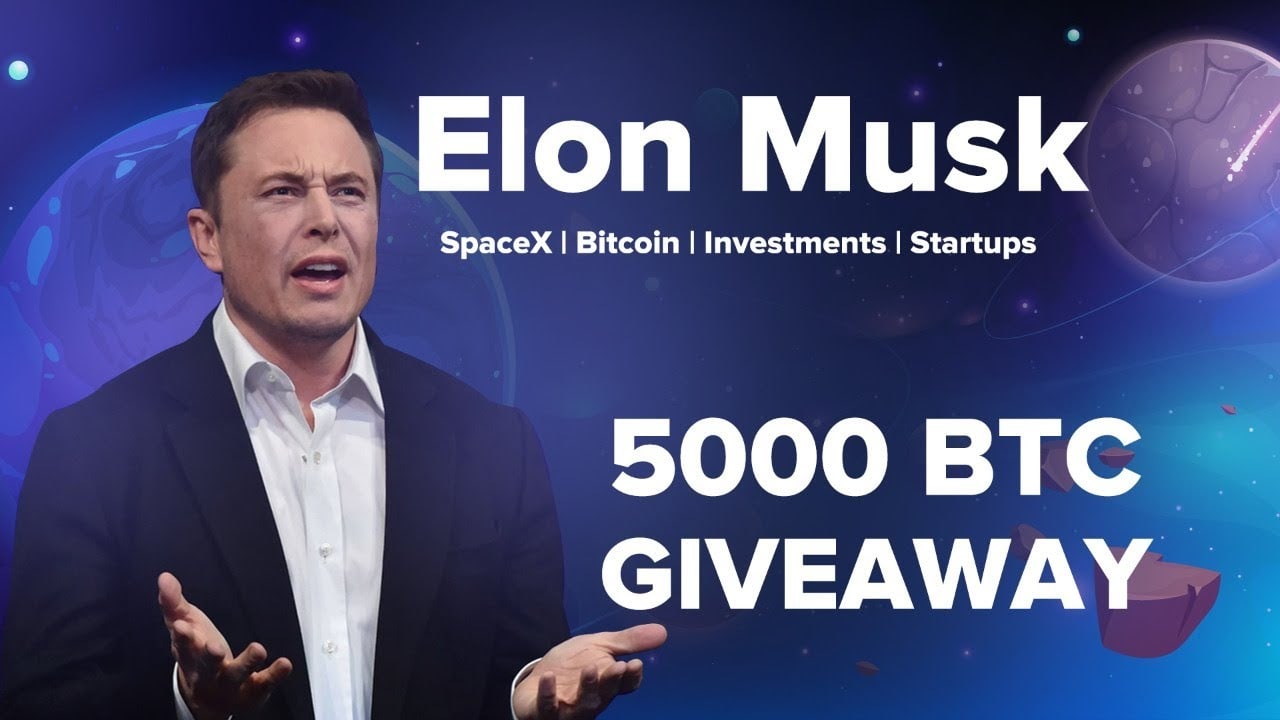 Elon Musk
SpaceX | Bitcoin | Investments | Startups
5000 BTC
GIVEAWAY